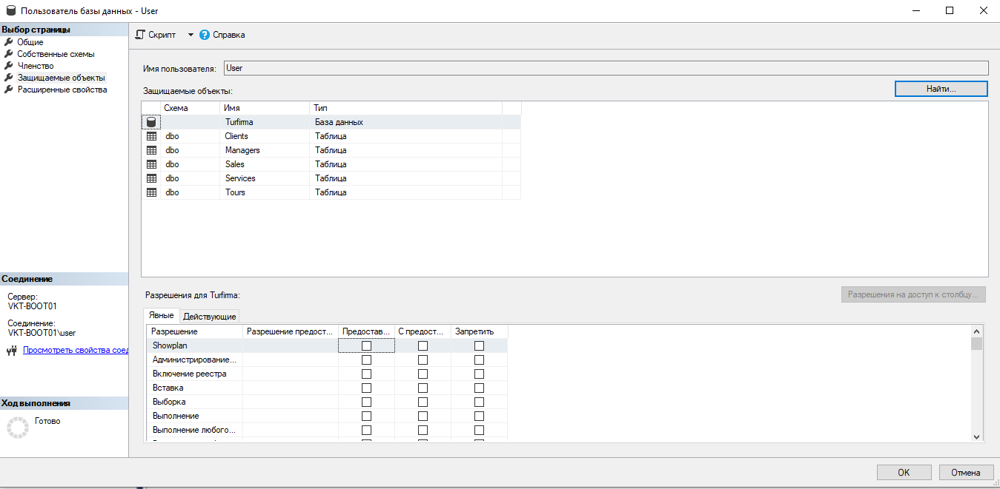 Пользователь базы данных - User
Выбор страницы
Общие
Собственные схемы
Членство
Защищаемые объекты
Расширенные свойства
Скрипт
Справка
Имя пользователя: User
Защищаемые объекты:
Найти...
Схема Имя Тип
Turfirma База данных
dbo Clients Таблица
dbo Managers Таблица
dbo Sales Таблица
dbo Services Таблица
dbo Tours Таблица
Соединение
Сервер:
VKT-BOOT01
Соединение:
VKT-BOOT01\user
Просмотреть свойства соед
Ход выполнения
Готово
Разрешения для Turfirma:
Разрешения на доступ к столбцу...
Явные Действующие
Разрешение Разрешение предост... Предостав... С предост... Запретить
Showplan
Администрирование...
Включение реестра
Вставка
Выборка
Выполнение
Выполнение любого...
OK Отмена